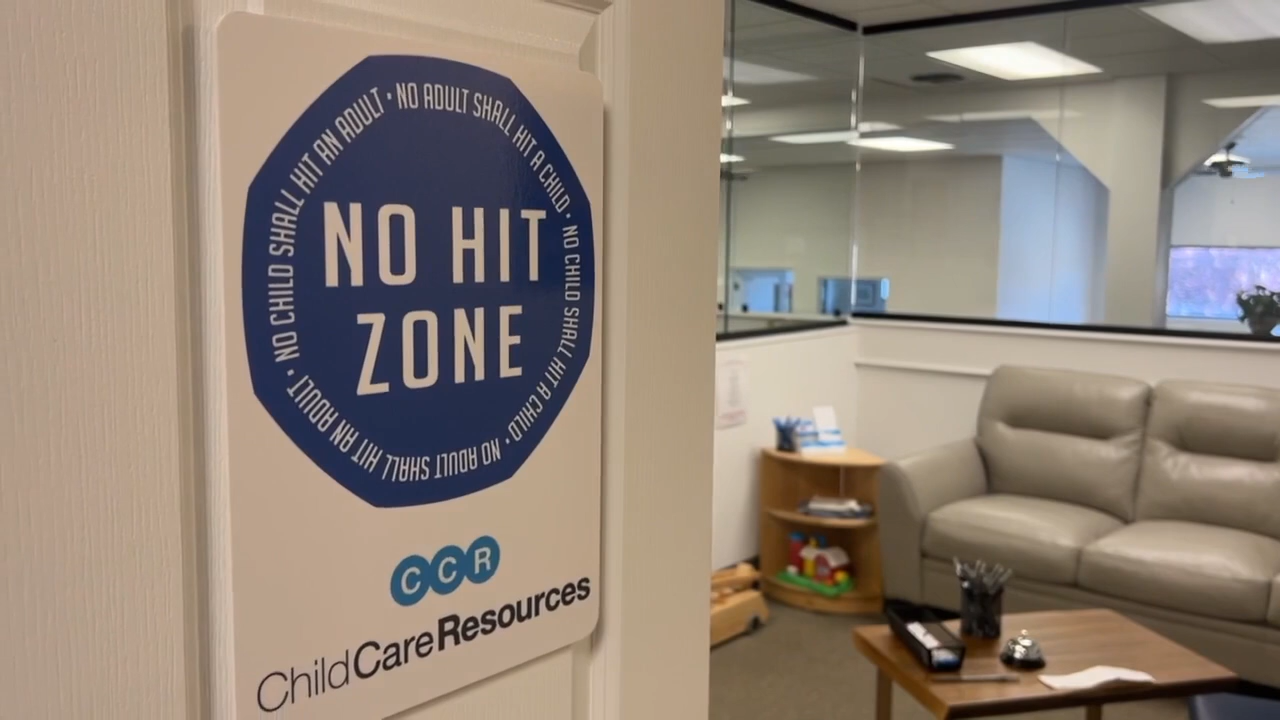 NO ADULT SHALL HIT A CHILD • NO CHILD SHALL HIT A CHILD • NO ADULT SHALL HIT AN ADULT • NO CHILD SHALL HIT AN ADULT •
NO HIT
ZONE
CCR
ChildCareResources